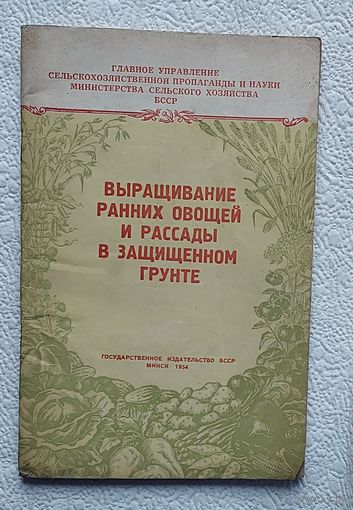 ГЛАВНОЕ УПРАВЛЕНИЕ
СЕЛЬСКОХОЗЯЙСТВЕННОЙ ПРОПАГАНДЫ И НАУКИ
МИНИСТЕРСТВА СЕЛЬСКОГО ХОЗЯЙСТВА
БССР
ВЫРАЩИВАНИЕ
РАННИХ ОВОЩЕЙ
И РАССАДЫ
В ЗАЩИЩЕННОМ
ГРУНТЕ
ГОСУДАРСТВЕННОЕ ИЗДАТЕЛЬСТВО БССР
МИНСК 1954